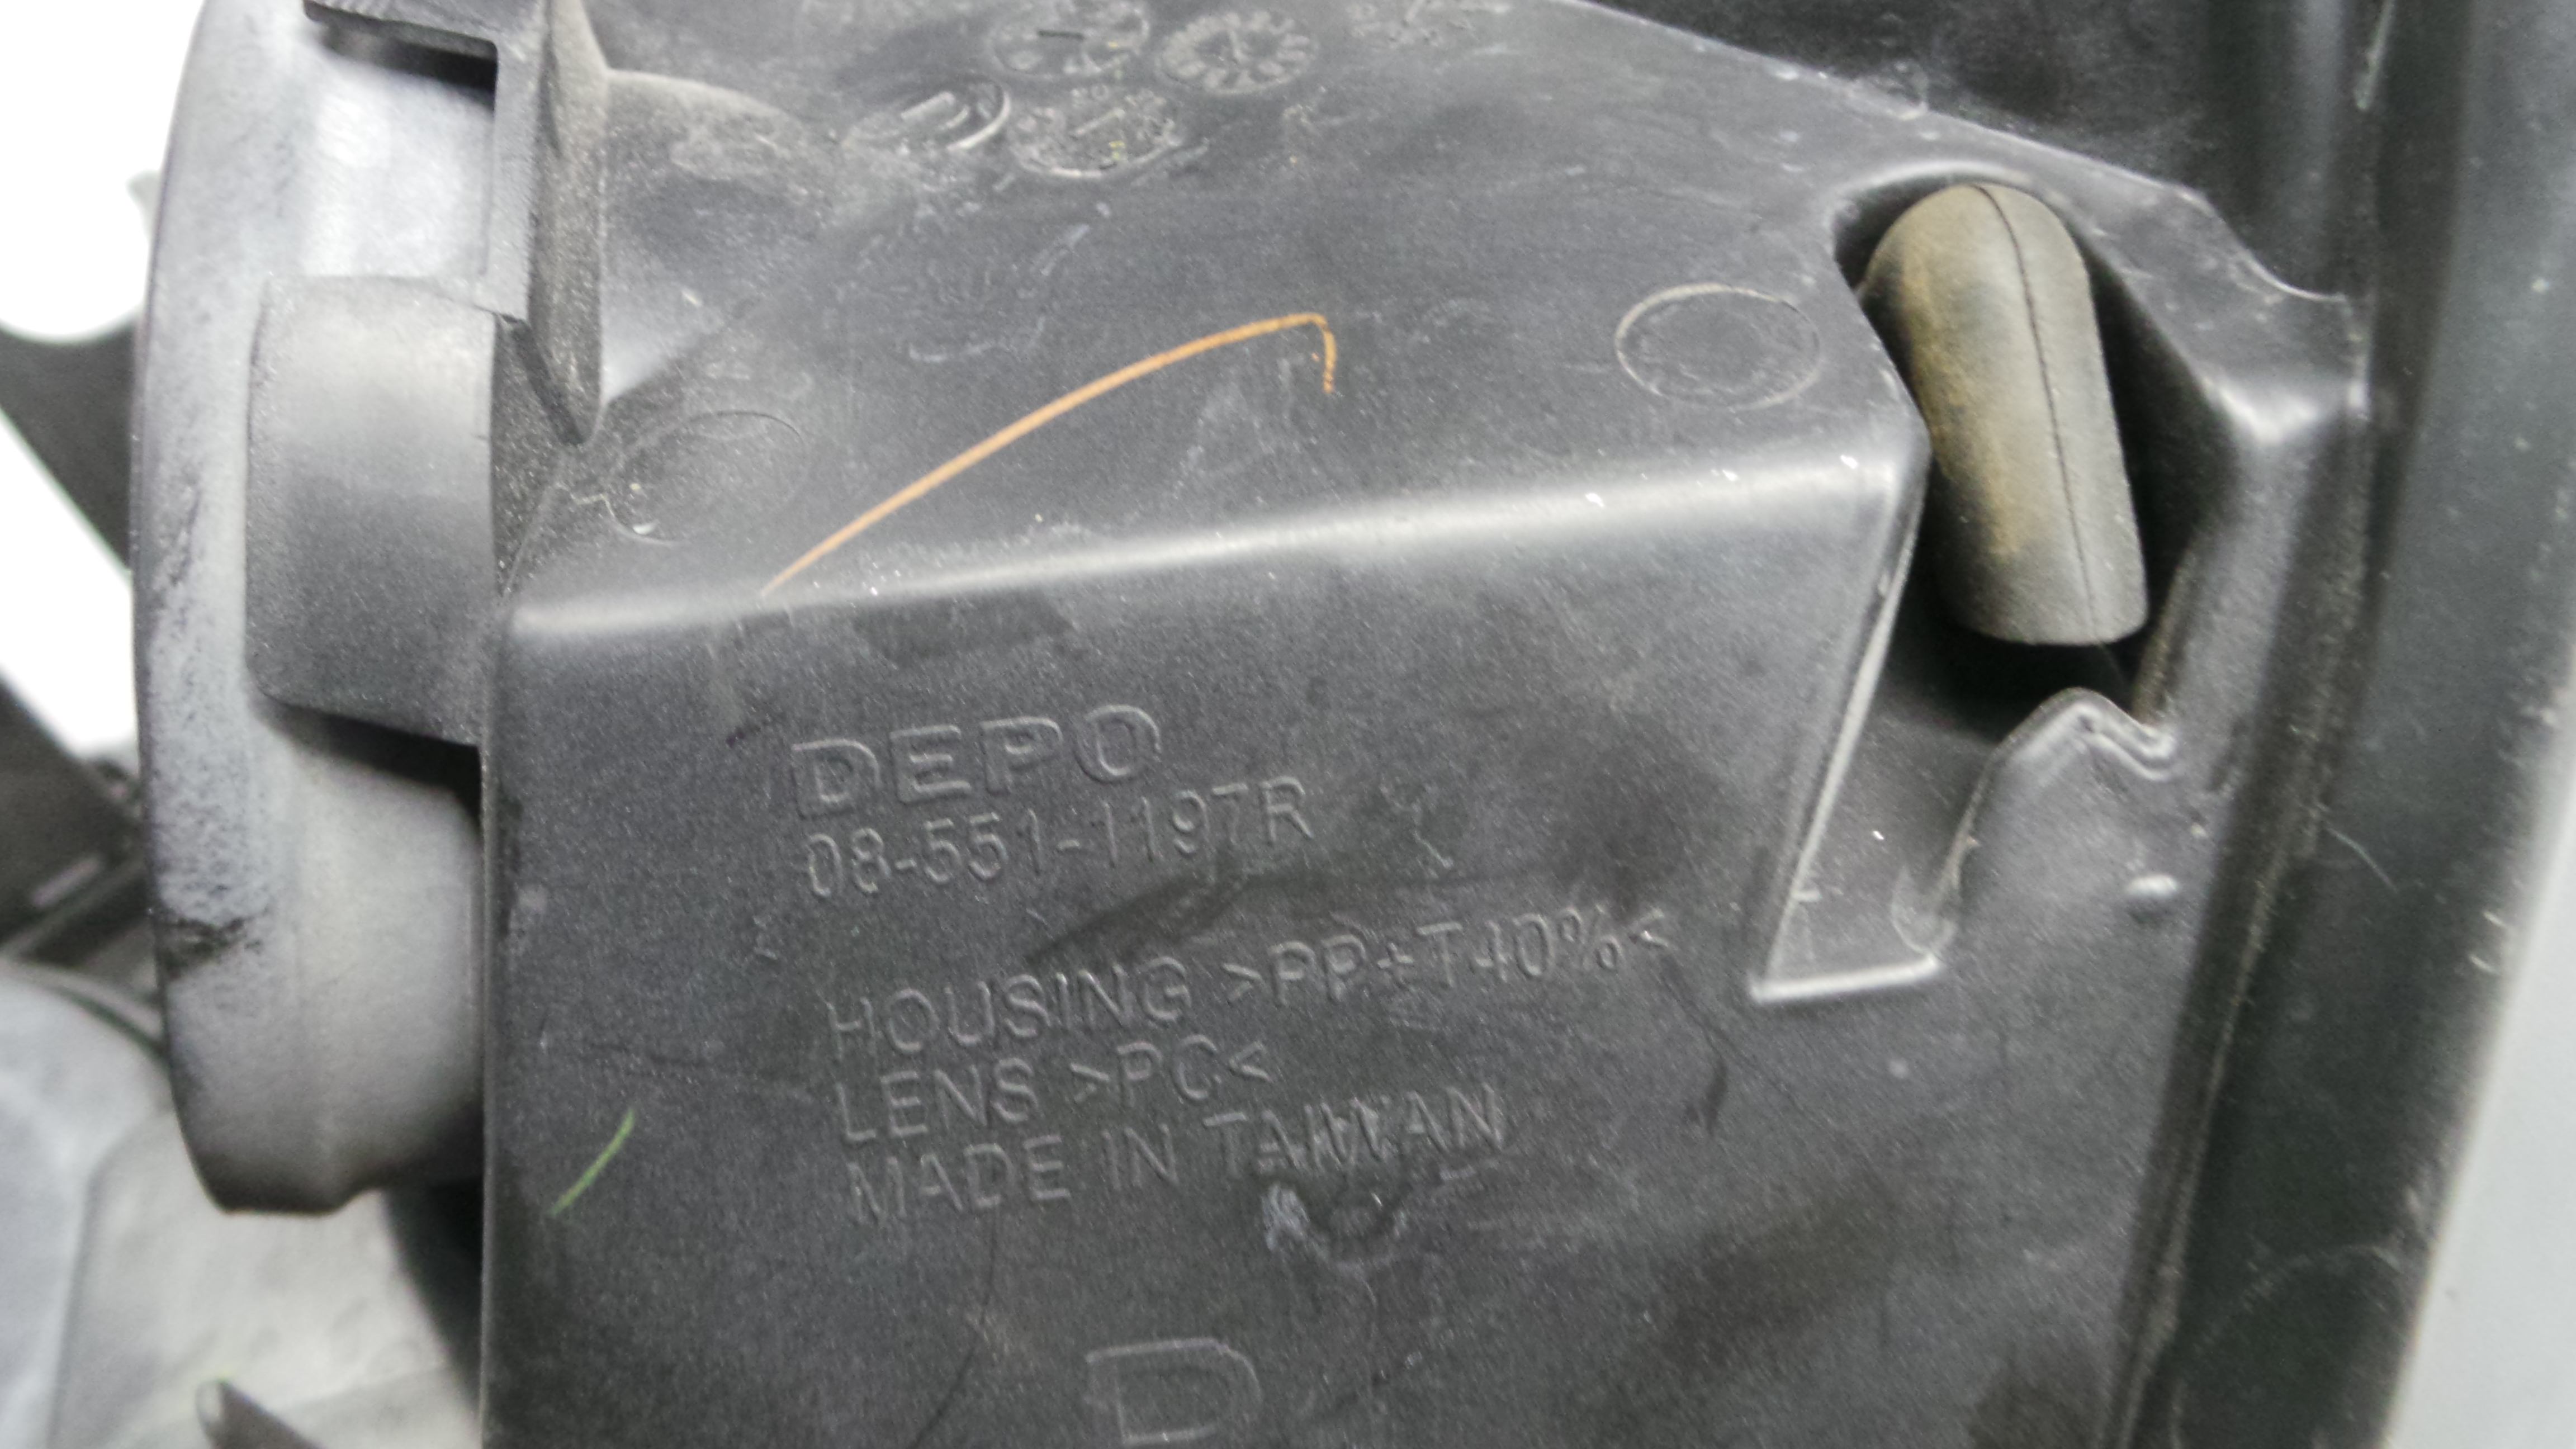 DEPO
08-551-1197R
HOUSING >PP+T40%<
LENS >PC<
MADE IN TAIWAN